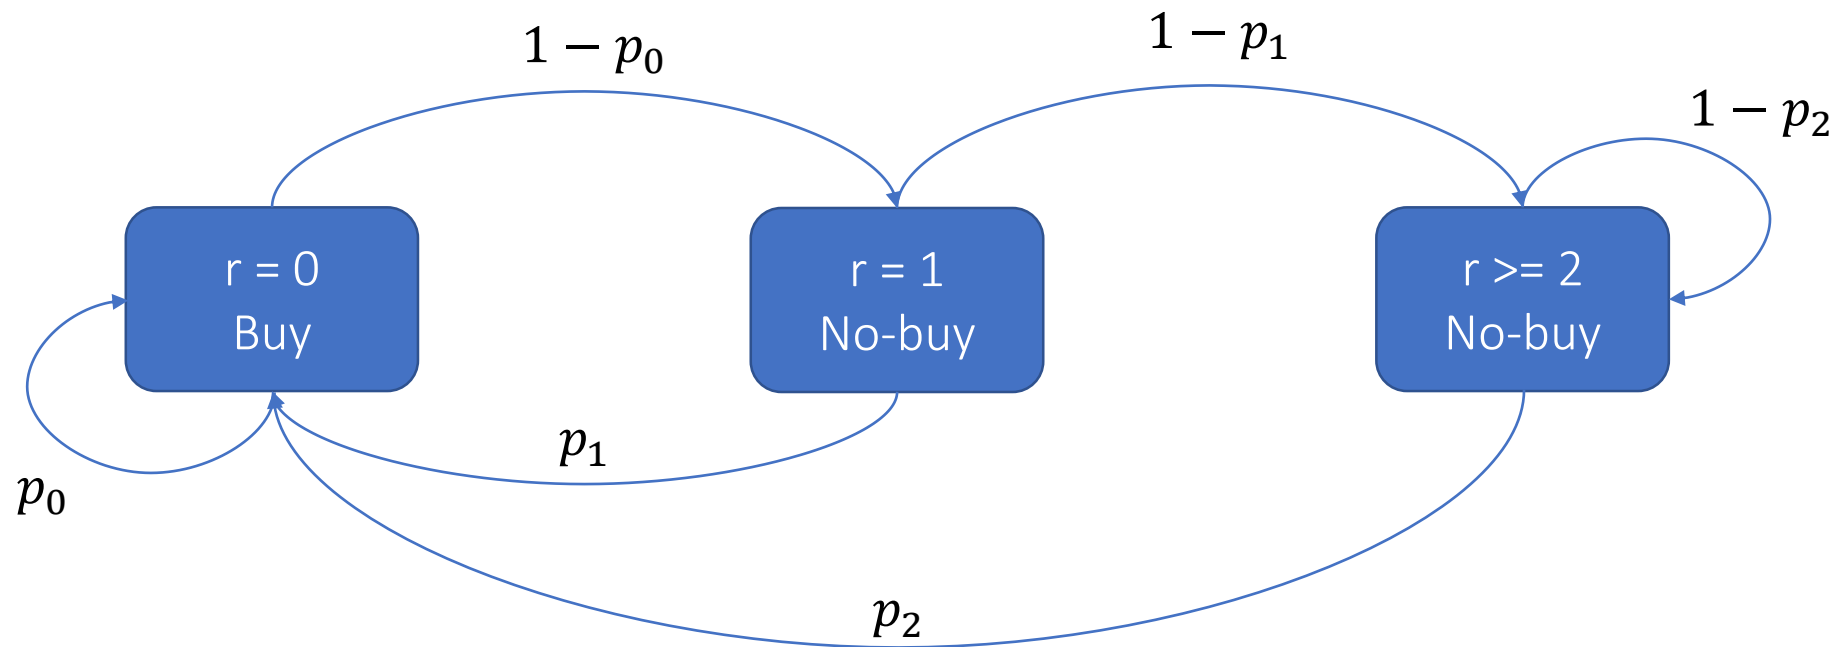 1 − p₀
1 − p₁
1 − p₂
r = 0
Buy
r = 1
No-buy
r >= 2
No-buy
p₁
p₀
p₂